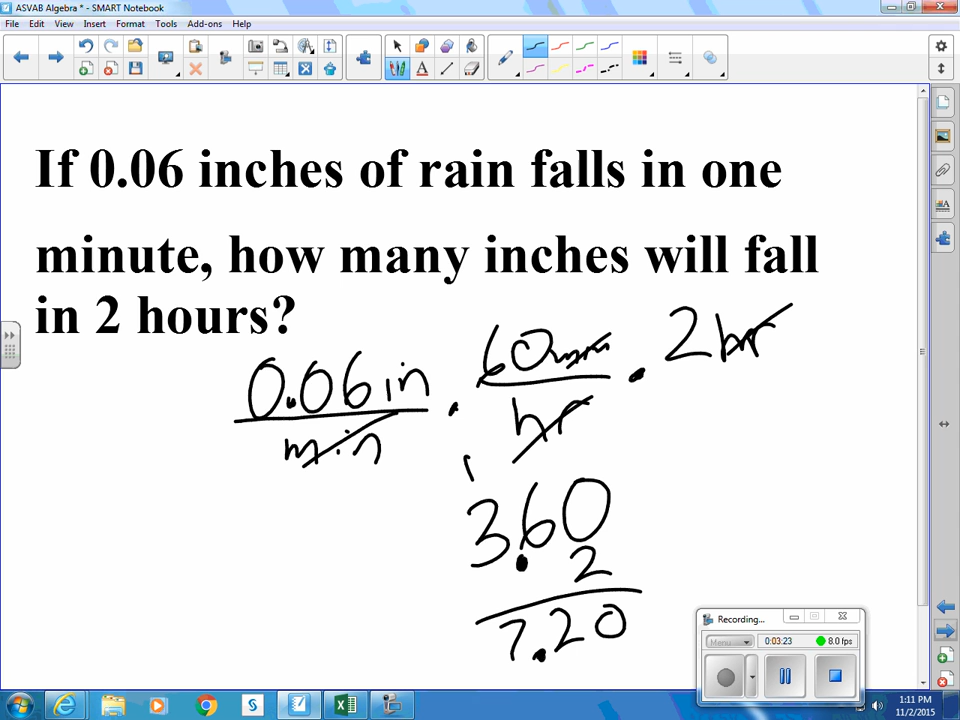 ASVAB Algebra * - SMART Notebook
File Edit View Insert Format Tools Add-ons Help
If 0.06 inches of rain falls in one
minute, how many inches will fall
in 2 hours?
0.06 in . 60 min . 2 hr
min hr
1
3.60
2
7.20
Recording...
Menu 0:03:23 8.0 fps
1:11 PM
11/2/2015